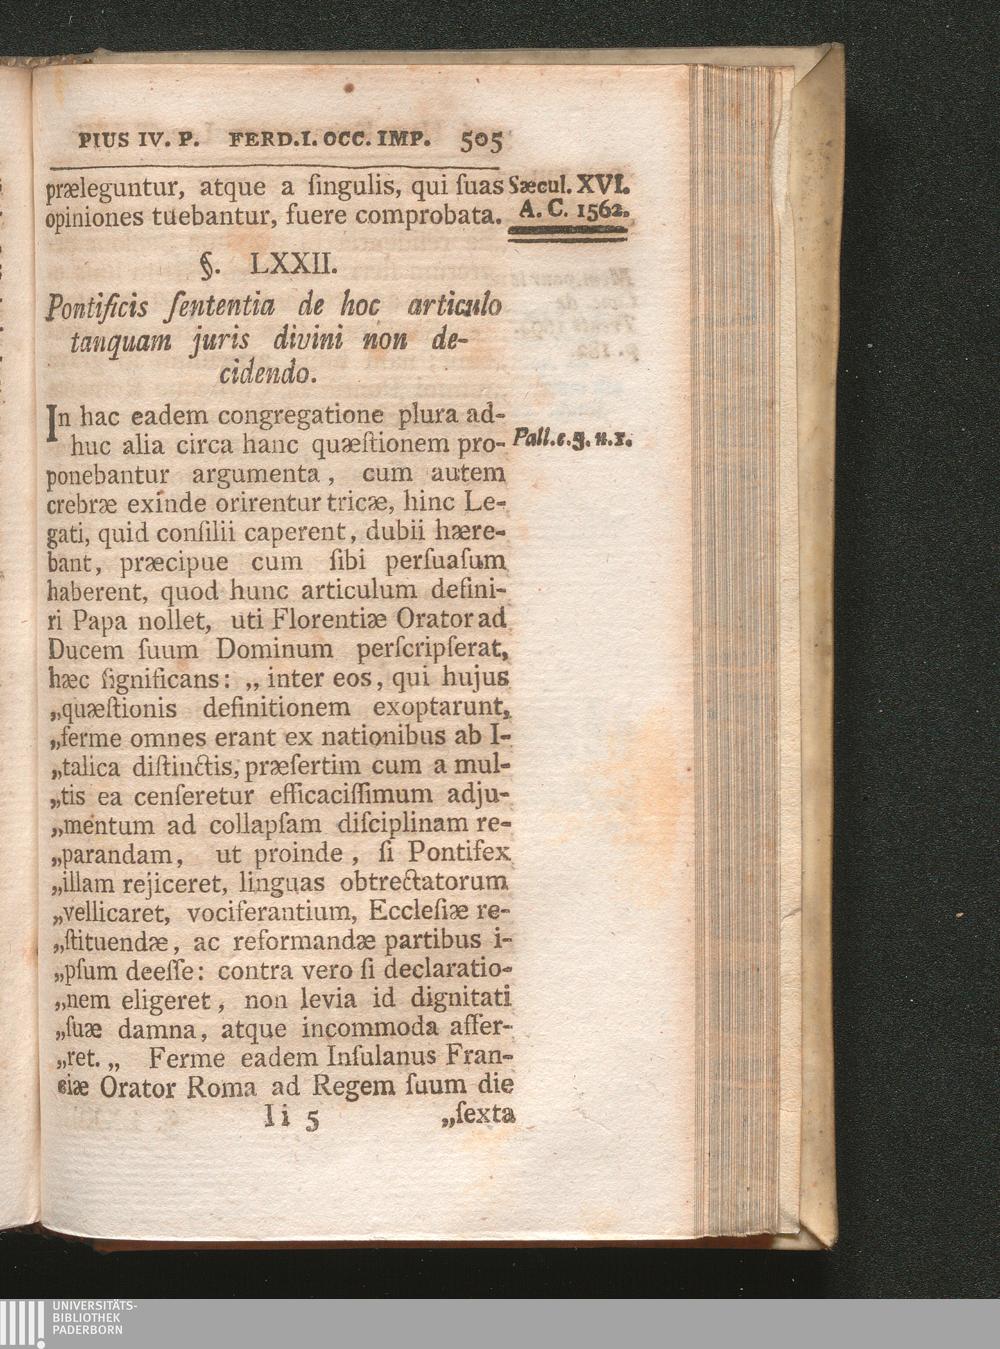 PIUS IV. P. FERD. I. OCC. IMP. 505
præleguntur, atque a ſingulis, qui ſuas
opiniones tuebantur, fuere comprobata.
Sæcul. XVI.
A. C. 1562.
§. LXXII.
Pontificis ſententia de hoc articulo
tanquam juris divini non de-
cidendo.
In hac eadem congregatione plura ad-
huc alia circa hanc quæſtionem pro-
Pall. c. 5. n. 1.
ponebantur argumenta, cum autem
crebræ exinde orirentur tricæ, hinc Le-
gati, quid conſilii caperent, dubii hære-
bant, præcipue cum ſibi perſuaſum
haberent, quod hunc articulum defini-
ri Papa nollet, uti Florentiæ Orator ad
Ducem ſuum Dominum perſcripſerat,
hæc ſignificans: „ inter eos, qui hujus
„quæſtionis definitionem exoptarunt,
„ferme omnes erant ex nationibus ab I-
„talica diſtinctis, præſertim cum a mul-
„tis ea cenſeretur efficaciſſimum adju-
„mentum ad collapſam diſciplinam re-
„parandam, ut proinde, ſi Pontifex
„illam rejiceret, linguas obtrectatorum
„vellicaret, vociferantium, Eccleſiæ re-
„ſtituendæ, ac reformandæ partibus i-
„pſum deeſſe: contra vero ſi declaratio-
„nem eligeret, non levia id dignitati
„ſuæ damna, atque incommoda affer-
„ret. „ Ferme eadem Inſulanus Fran-
ciæ Orator Roma ad Regem ſuum die
Ii 5 „ſexta
UNIVERSITÄTS-
BIBLIOTHEK
PADERBORN